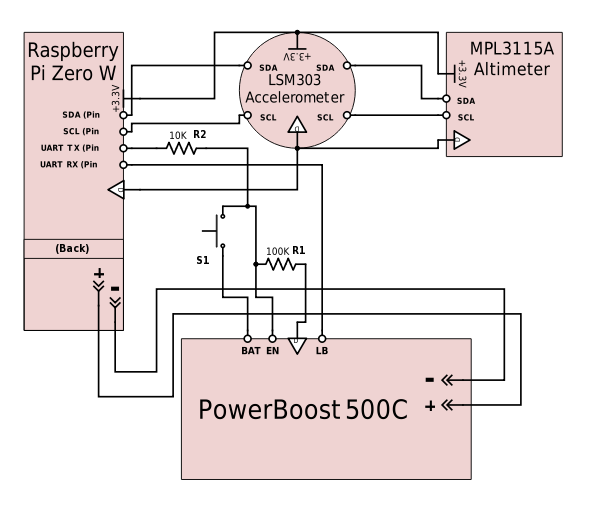 Raspberry
Pi Zero W
+3.3V
SDA (Pin
SCL (Pin
UART TX (Pin
UART RX (Pin
G
(Back)
+
-
+3.3V
SDA SDA
LSM303
Accelerometer
SCL SCL
G
MPL3115A
Altimeter
+3.3V
SDA
SCL
G
10K R2
S1
100K R1
BAT EN G LB
PowerBoost 500C
-
+